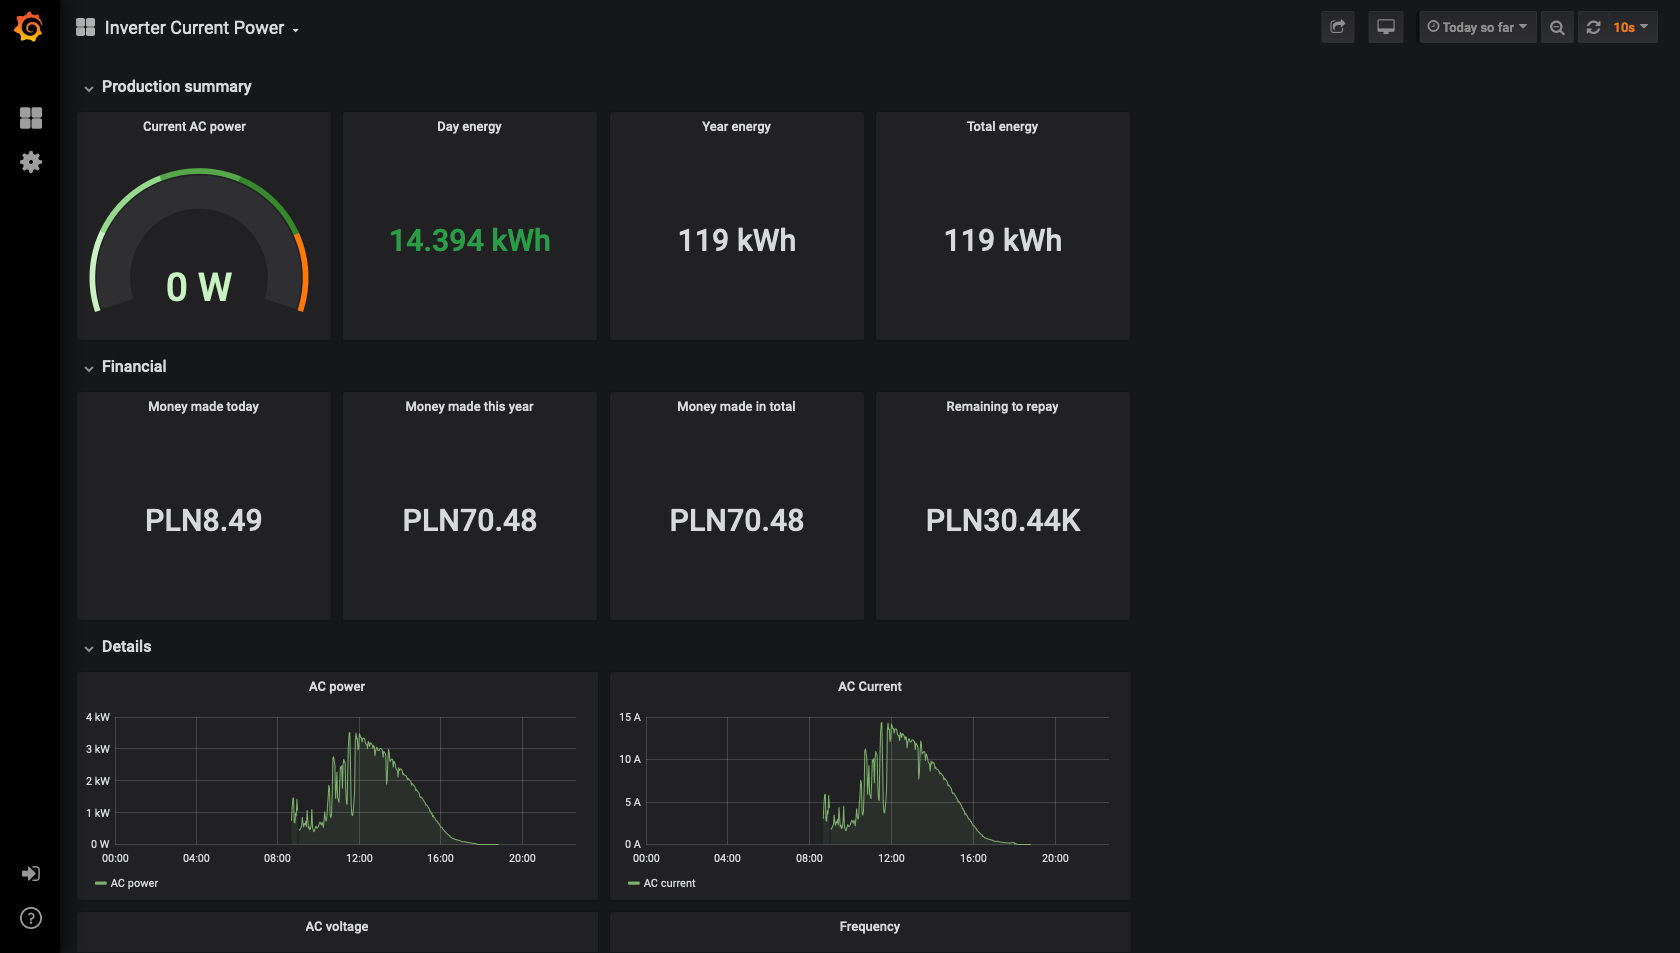 Inverter Current Power
Today so far
10s
Production summary
Current AC power
Day energy
Year energy
Total energy
0 W
14.394 kWh
119 kWh
119 kWh
Financial
Money made today
Money made this year
Money made in total
Remaining to repay
PLN8.49
PLN70.48
PLN70.48
PLN30.44K
Details
AC power
4 kW
3 kW
2 kW
1 kW
0 W
00:00 04:00 08:00 12:00 16:00 20:00
AC power
AC Current
15 A
10 A
5 A
0 A
00:00 04:00 08:00 12:00 16:00 20:00
AC current
AC voltage
Frequency